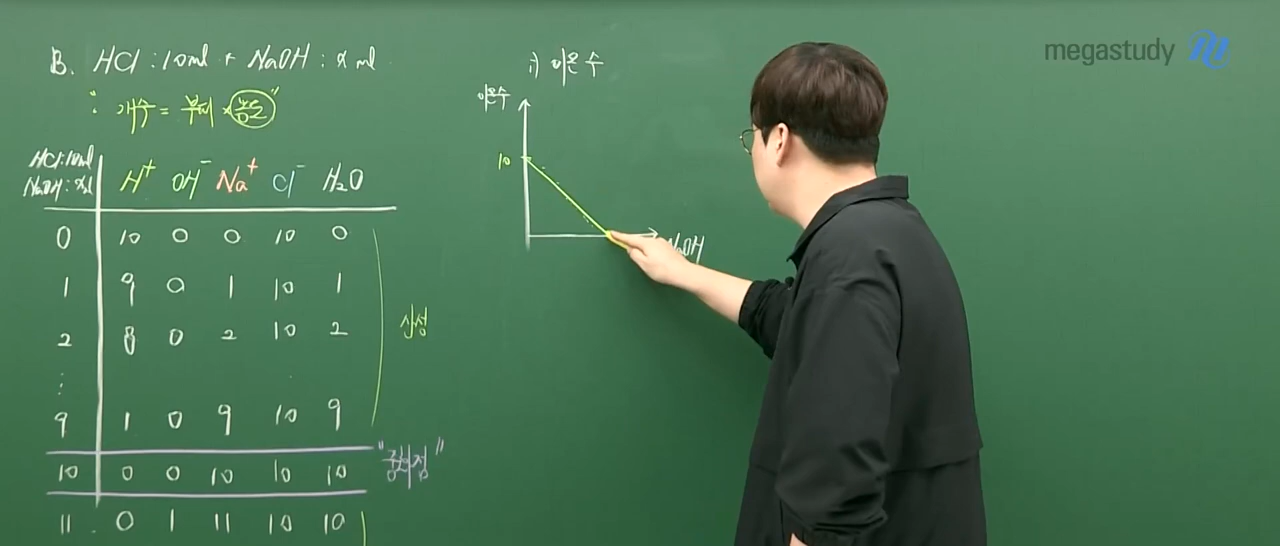 megastudy
B. HCl : 10ml + NaOH : x ml
∵ 개수 = 부피 × 농도"
HCl:10ml
NaOH : xml
H⁺ OH⁻ Na⁺ Cl⁻ H₂O
0 10 0 0 10 0
1 9 0 1 10 1
2 8 0 2 10 2
⋮
9 1 0 9 10 9
산성
10 0 0 10 10 10
"중화점"
11 0 1 11 10 10
i) 이온 수
이온수
10
NaOH